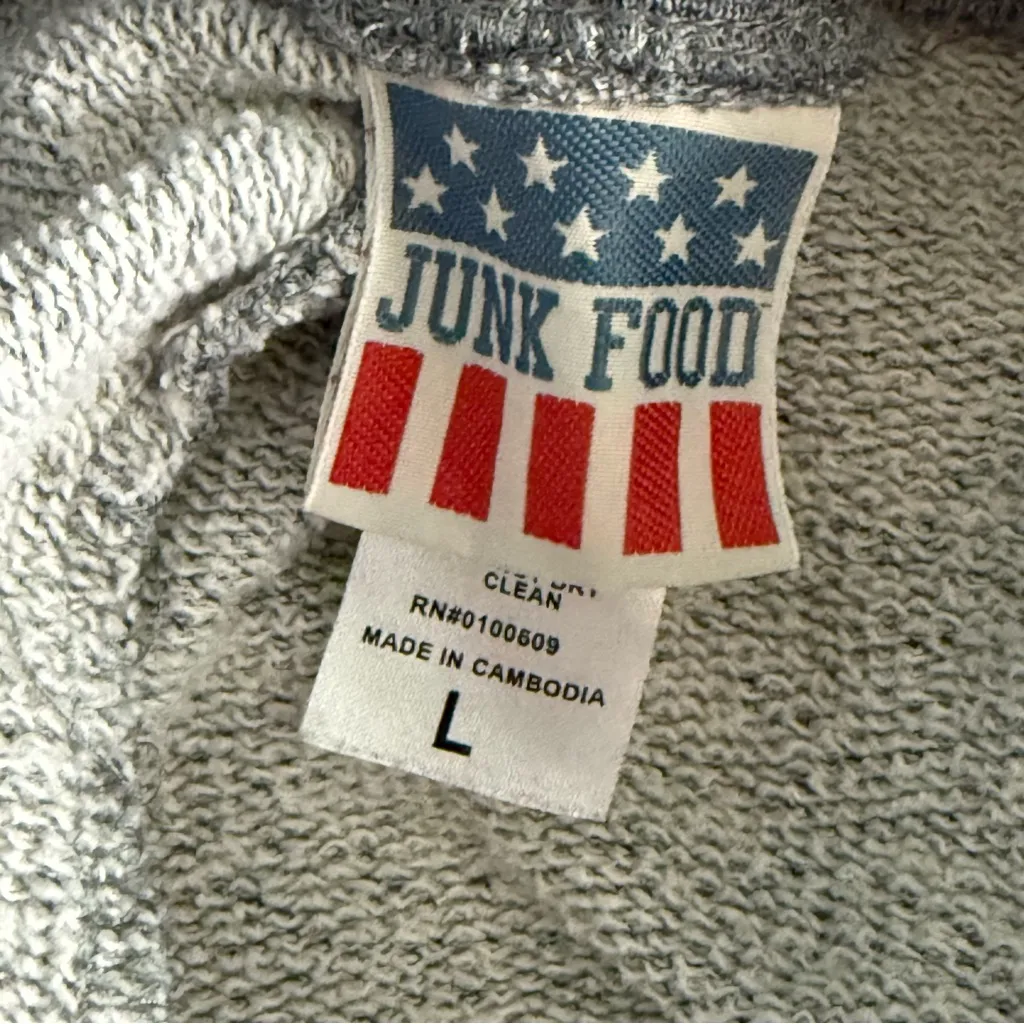 JUNK FOOD
CLEAN
RN#0100609
MADE IN CAMBODIA
L